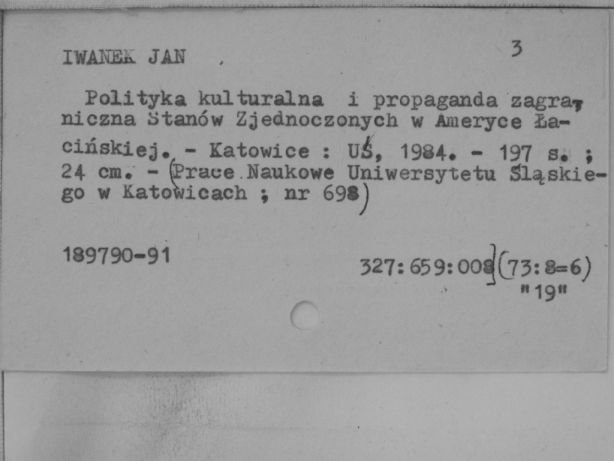 IWANEK JAN 3
Polityka kulturalna i propaganda zagra-
niczna Stanów Zjednoczonych w Ameryce Ła-
cińskiej. - Katowice : UŚ, 1984. - 197 s. ;
24 cm. - (Prace Naukowe Uniwersytetu Śląskie-
go w Katowicach ; nr 698)
189790-91
327:659:008](73:8=6)
"19"